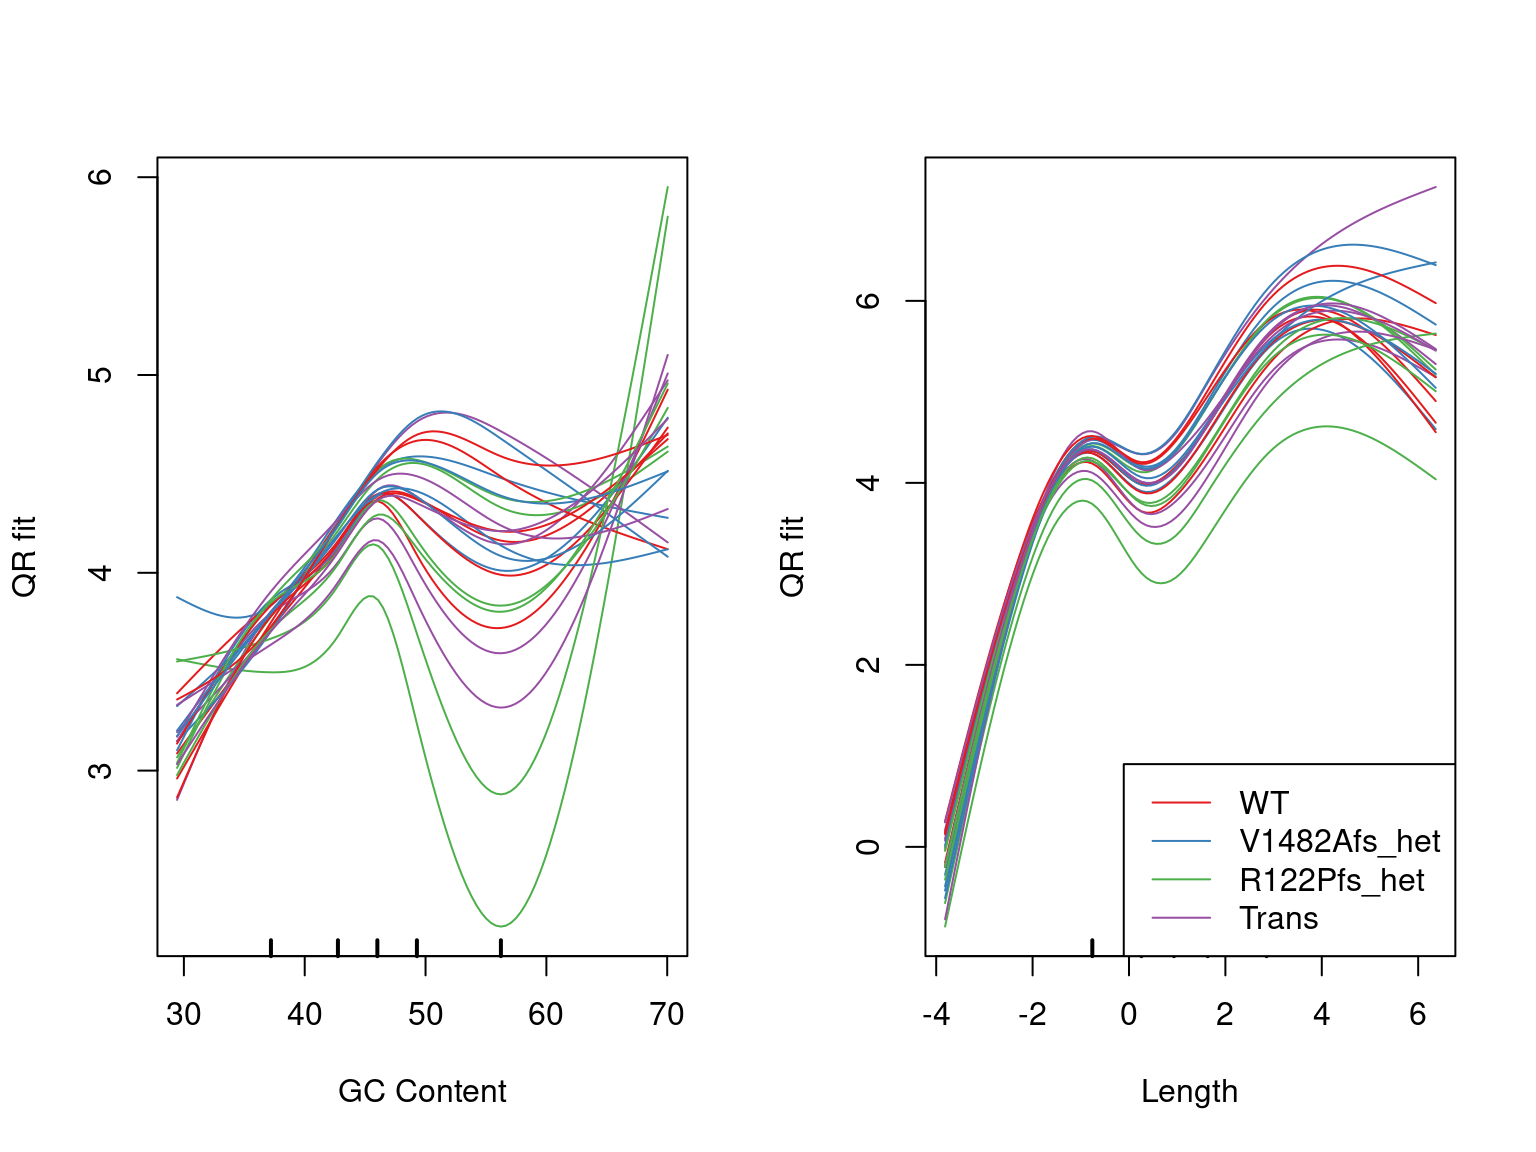 6
5
4
3
QR fit
30 40 50 60 70
GC Content
6
4
2
0
QR fit
-4 -2 0 2 4 6
Length
WT
V1482Afs_het
R122Pfs_het
Trans